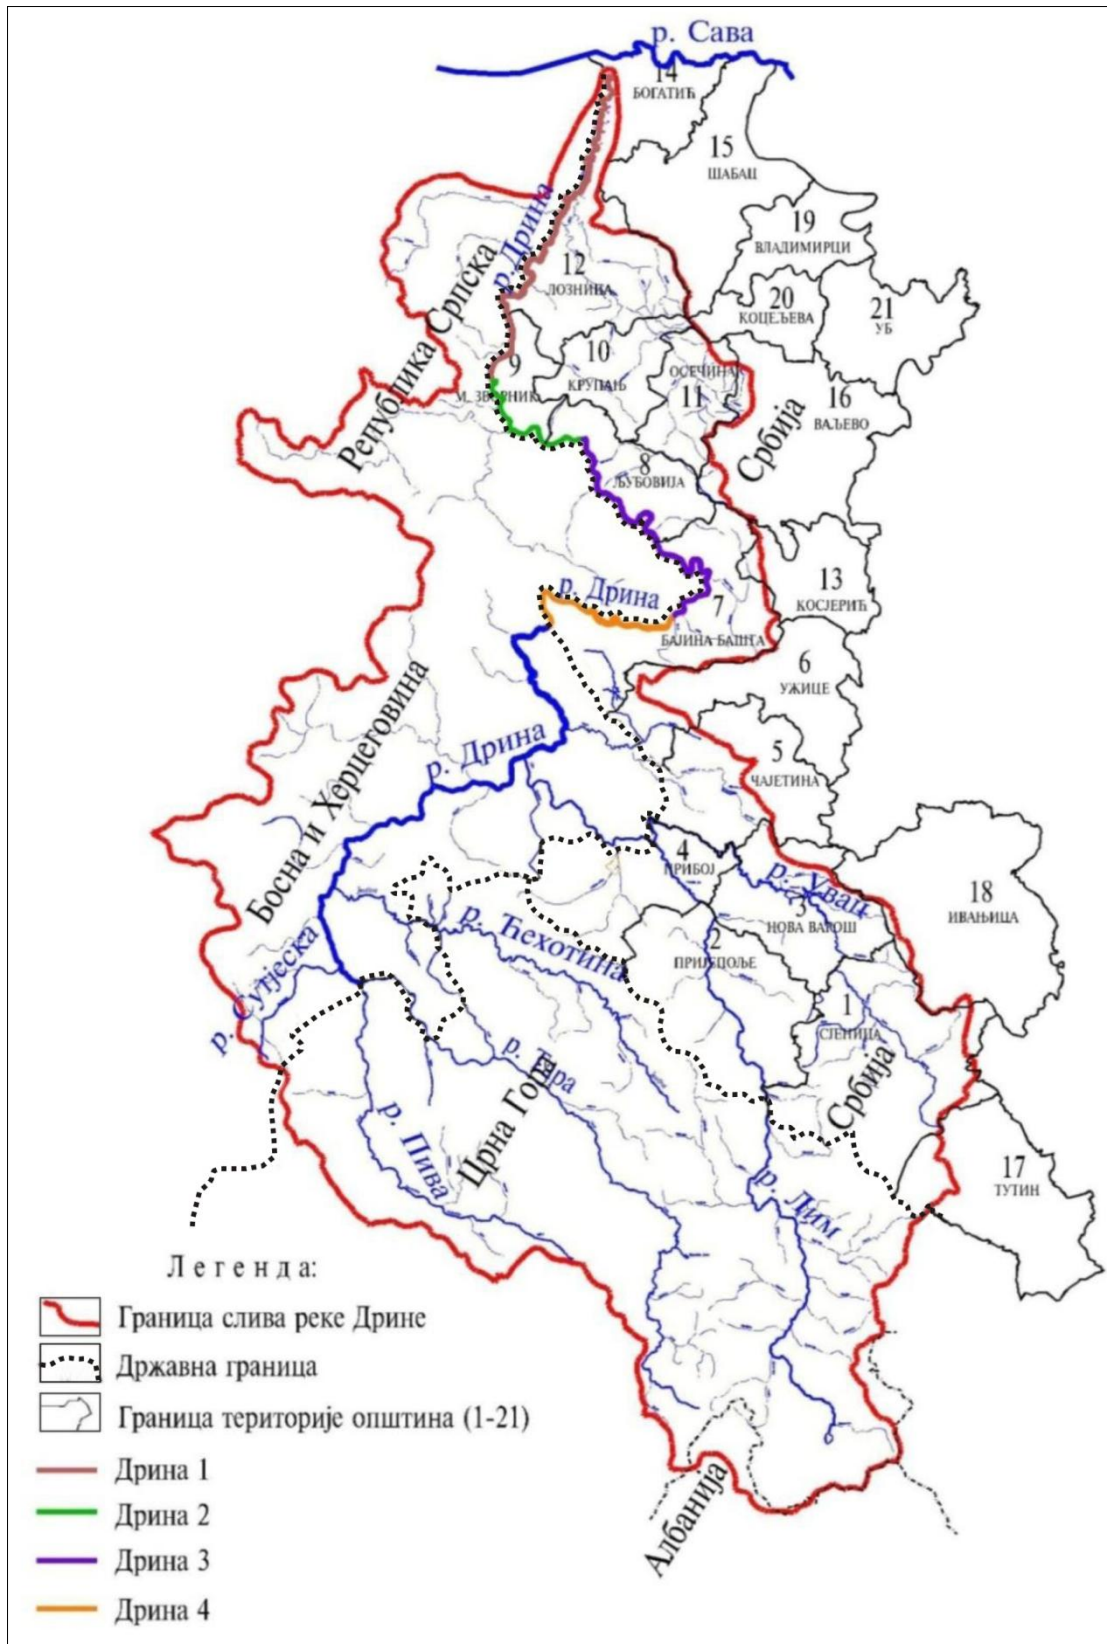 р. Сава
14
БОГАТИЋ
15
ШАБАЦ
р. Дрина
19
ВЛАДИМИРЦИ
12
ЛОЗНИЦА
20
КОЦЕЉЕВА
21
УБ
Република Српска
9
М. ЗВОРНИК
10
КРУПАЊ
ОСЕЧИНА
11
Србија
16
ВАЉЕВО
8
ЉУБОВИЈА
р. Дрина
7
БАЈИНА БАШТА
13
КОСЈЕРИЋ
6
УЖИЦЕ
р. Дрина
5
ЧАЈЕТИНА
Босна и Херцеговина
4
ПРИБОЈ
р. Увац
3
НОВА ВАРОШ
18
ИВАЊИЦА
р. Ћехотина
2
ПРИЈЕПОЉЕ
р. Сутјеска
1
СЈЕНИЦА
Србија
р. Тара
Црна Гора
р. Пива
р. Лим
17
ТУТИН
Легенда:
Граница слива реке Дрине
Државна граница
Граница територије општина (1-21)
Дрина 1
Дрина 2
Дрина 3
Дрина 4
Албанија